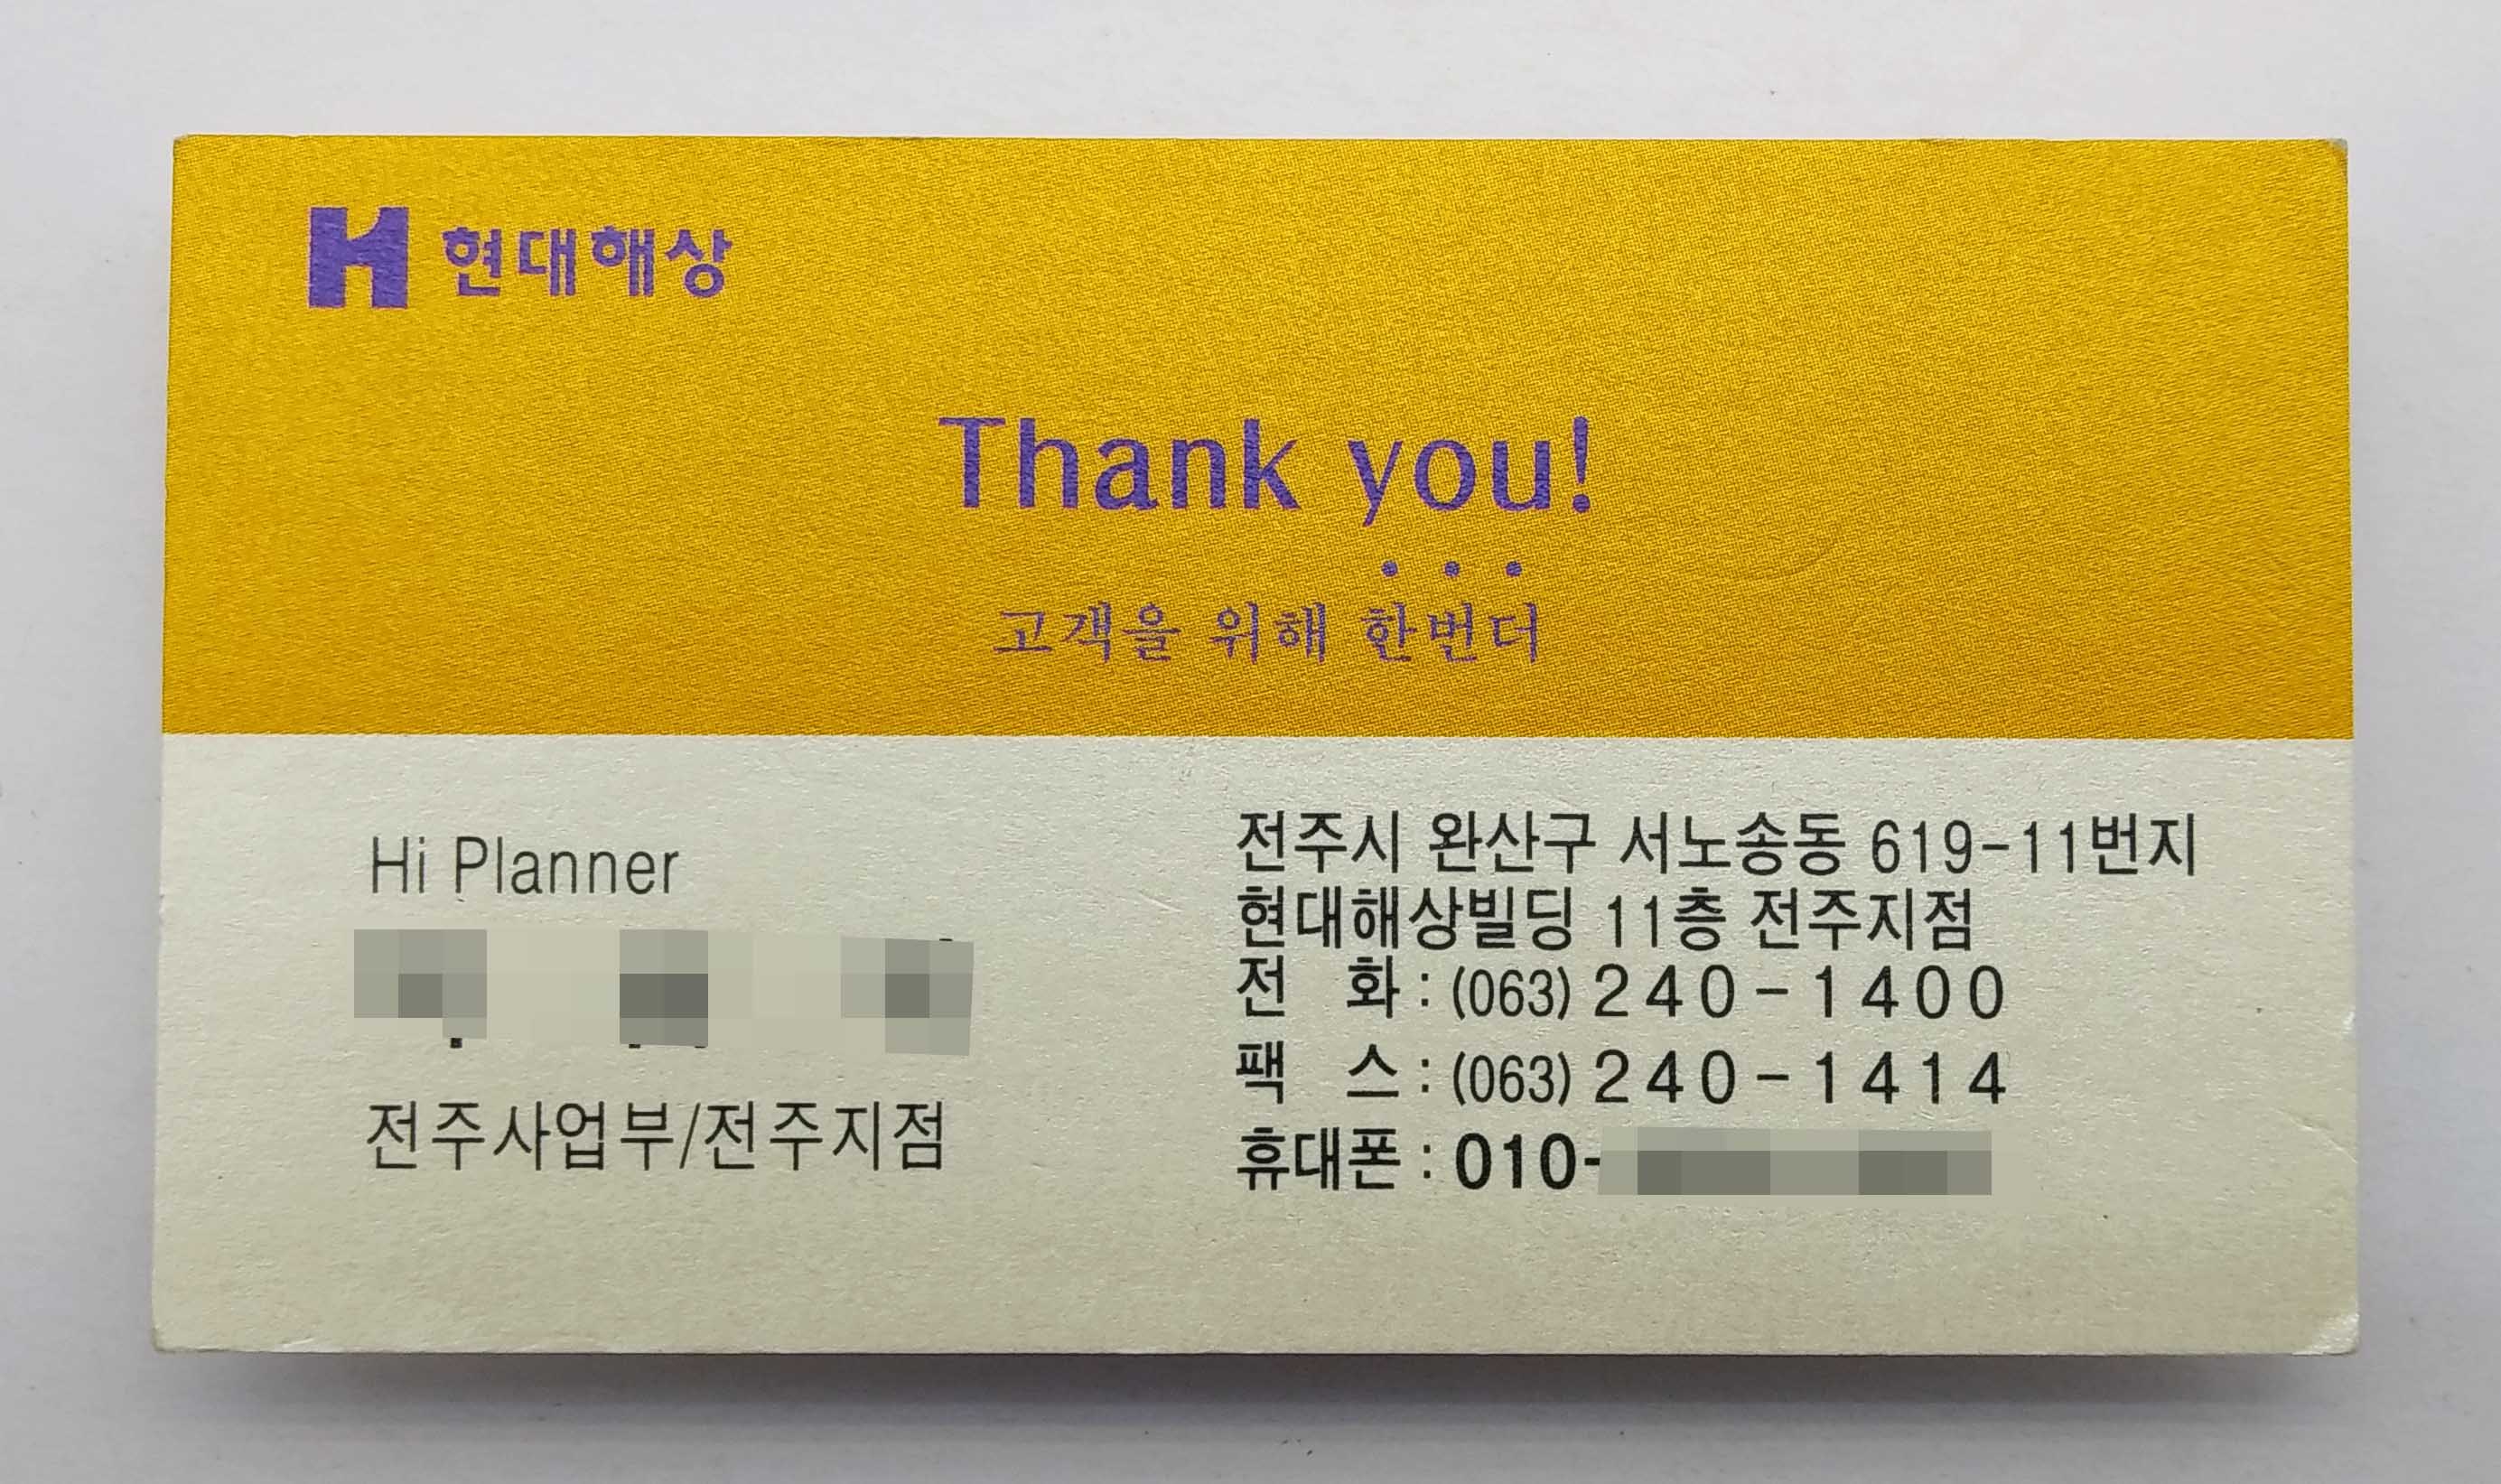 현대해상
Thank you!
고객을 위해 한번더
Hi Planner
전주사업부/전주지점
전주시 완산구 서노송동 619-11번지
현대해상빌딩 11층 전주지점
전 화 : (063) 240-1400
팩 스 : (063) 240-1414
휴대폰 : 010-